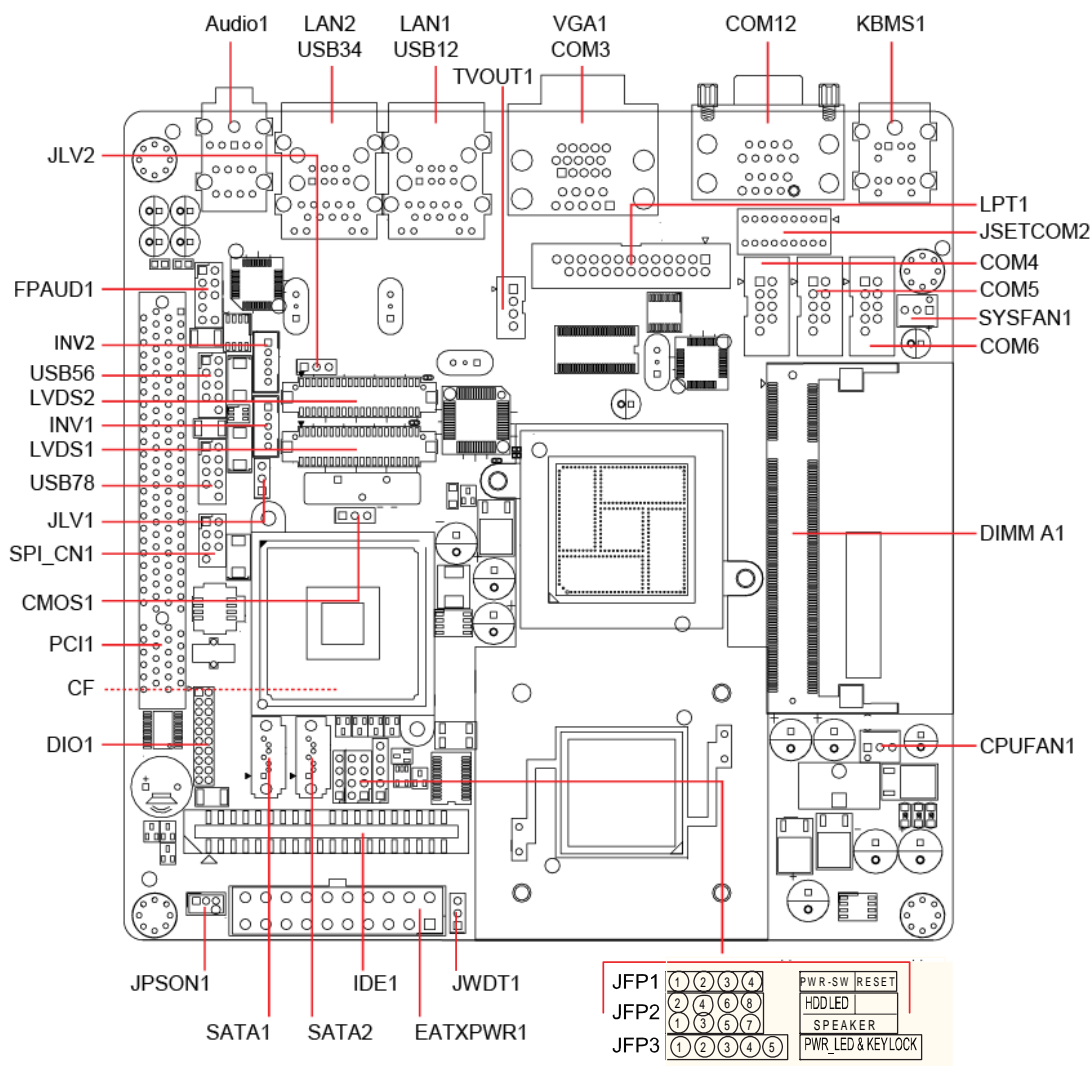 Audio1
LAN2
USB34
LAN1
USB12
VGA1
COM3
COM12
KBMS1
TVOUT1
JLV2
LPT1
JSETCOM2
COM4
FPAUD1
COM5
SYSFAN1
INV2
COM6
USB56
LVDS2
INV1
LVDS1
USB78
JLV1
DIMM A1
SPI_CN1
CMOS1
PCI1
CF
DIO1
CPUFAN1
JPSON1
IDE1
JWDT1
SATA1
SATA2
EATXPWR1
JFP1 1 2 3 4 PWR-SW RESET
JFP2 2 4 6 8 HDD LED
1 3 5 7 SPEAKER
JFP3 1 2 3 4 5 PWR_LED & KEYLOCK